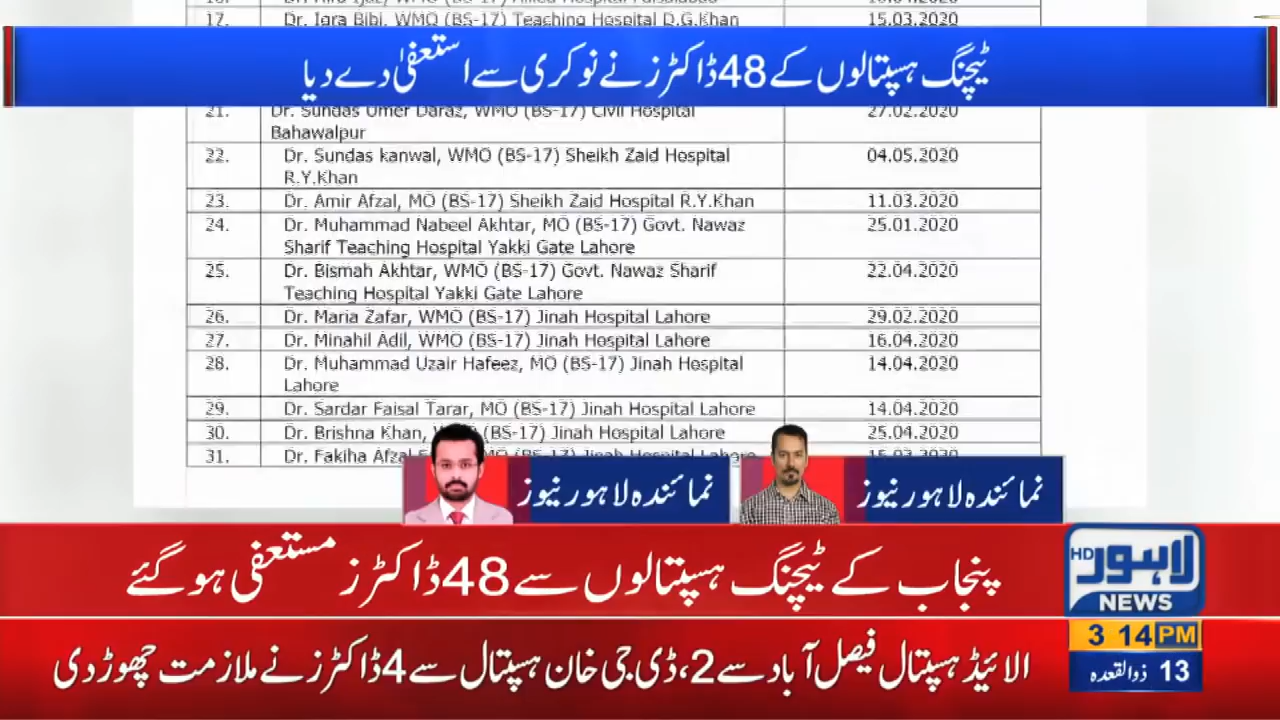 17. Dr. Iqra Bibi, WMO (BS-17) Teaching Hospital D.G.Khan 15.03.2020
ٹیچنگ ہسپتالوں کے 48 ڈاکٹرز نے نوکری سے استعفیٰ دے دیا
21. Dr. Sundas Umer Daraz, WMO (BS-17) Civil Hospital 27.02.2020
Bahawalpur
22. Dr. Sundas kanwal, WMO (BS-17) Sheikh Zaid Hospital 04.05.2020
R.Y.Khan
23. Dr. Amir Afzal, MO (BS-17) Sheikh Zaid Hospital R.Y.Khan 11.03.2020
24. Dr. Muhammad Nabeel Akhtar, MO (BS-17) Govt. Nawaz 25.01.2020
Sharif Teaching Hospital Yakki Gate Lahore
25. Dr. Bismah Akhtar, WMO (BS-17) Govt. Nawaz Sharif 22.04.2020
Teaching Hospital Yakki Gate Lahore
26. Dr. Maria Zafar, WMO (BS-17) Jinah Hospital Lahore 29.02.2020
27. Dr. Minahil Adil, WMO (BS-17) Jinah Hospital Lahore 16.04.2020
28. Dr. Muhammad Uzair Hafeez, MO (BS-17) Jinah Hospital 14.04.2020
Lahore
29. Dr. Sardar Faisal Tarar, MO (BS-17) Jinah Hospital Lahore 14.04.2020
30. Dr. Brishna Khan, (BS-17) Jinah Hospital Lahore 25.04.2020
31. Dr. Fakiha Afzal (BS-17) Jinah Hospital Lahore 15.03.2020
نمائندہ لاہور نیوز
نمائندہ لاہور نیوز
پنجاب کے ٹیچنگ ہسپتالوں سے 48 ڈاکٹرز مستعفی ہو گئے
HD لاہور
NEWS
3 14 PM
13 ذوالقعدہ
الائیڈ ہسپتال فیصل آباد سے 2، ڈی جی خان ہسپتال سے 4 ڈاکٹرز نے ملازمت چھوڑ دی